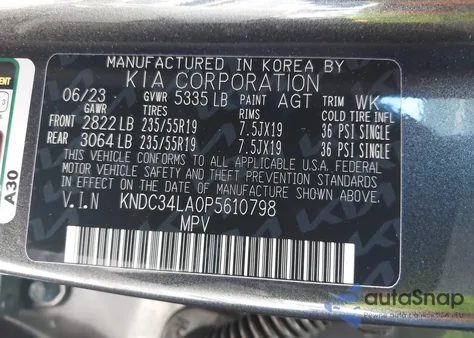 MANUFACTURED IN KOREA BY
KIA CORPORATION
06/23 GVWR 5335 LB PAINT AGT TRIM WK
GAWR TIRES RIMS COLD TIRE INFL
FRONT 2822 LB 235/55R19 7.5JX19 36 PSI SINGLE
REAR 3064 LB 235/55R19 7.5JX19 36 PSI SINGLE
THIS VEHICLE CONFORMS TO ALL APPLICABLE U.S.A. FEDERAL
MOTOR VEHICLE SAFETY, BUMPER, AND THEFT PREVENTION STANDARDS
IN EFFECT ON THE DATE OF MANUFACTURE SHOWN ABOVE.
V.I.N KNDC34LA0P5610798
MPV
A30
autoSnap